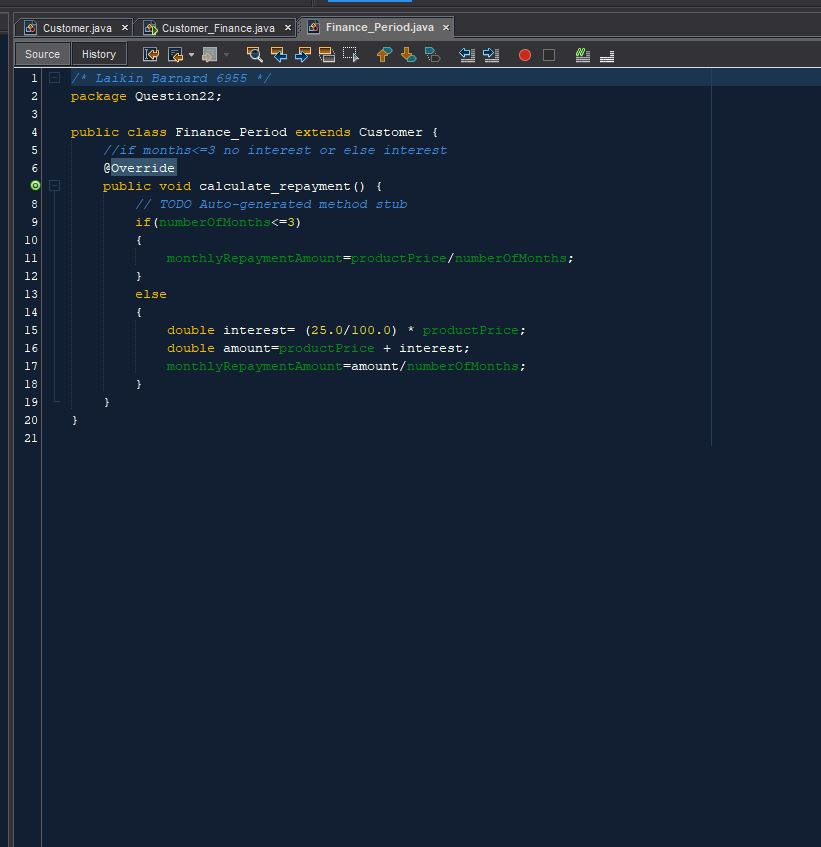 Customer.java × Customer_Finance.java × Finance_Period.java ×
Source History
1 /* Laikin Barnard 6955 */
2 package Question22;
3
4 public class Finance_Period extends Customer {
5 //if months<=3 no interest or else interest
6 @Override
public void calculate_repayment() {
8 // TODO Auto-generated method stub
9 if(numberOfMonths<=3)
10 {
11 monthlyRepaymentAmount=productPrice/numberOfMonths;
12 }
13 else
14 {
15 double interest= (25.0/100.0) * productPrice;
16 double amount=productPrice + interest;
17 monthlyRepaymentAmount=amount/numberOfMonths;
18 }
19 }
20 }
21